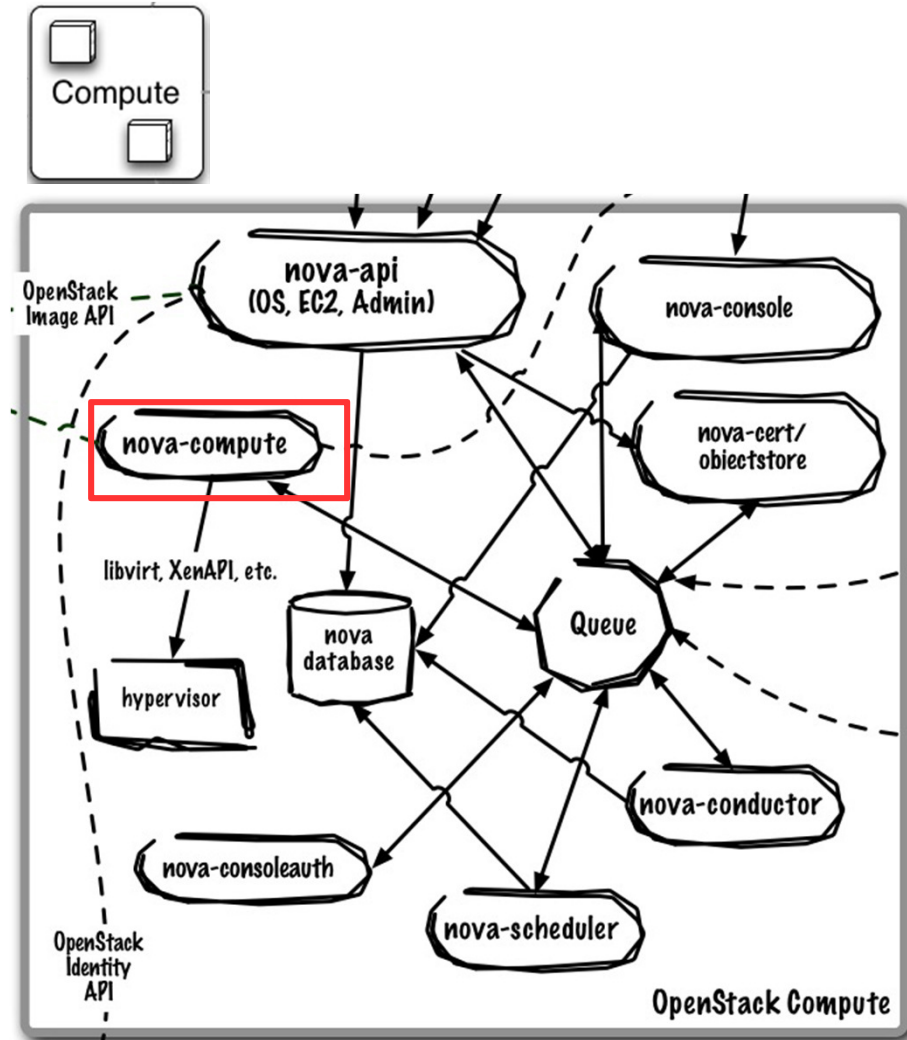 Compute
nova-api
(OS, EC2, Admin)
OpenStack
Image API
nova-console
nova-compute
nova-cert/
obiectstore
libvirt, XenAPI, etc.
Queue
nova
database
hypervisor
nova-conductor
nova-consoleauth
nova-scheduler
OpenStack
Identity
API
OpenStack Compute